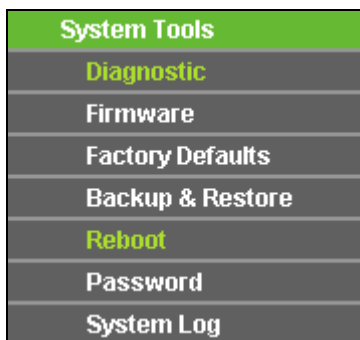 System Tools
Diagnostic
Firmware
Factory Defaults
Backup & Restore
Reboot
Password
System Log